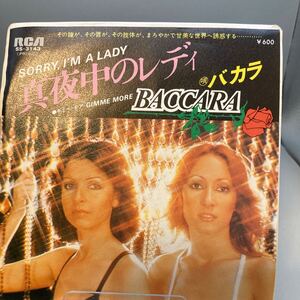 …その瞳が、その唇が、その肢体が、まろやかで甘美な世界へ誘惑する…
RCA
SS-3143
¥600
SORRY, I'M A LADY
真夜中のレディ
唄 バカラ
GIMME MORE
BACCARA